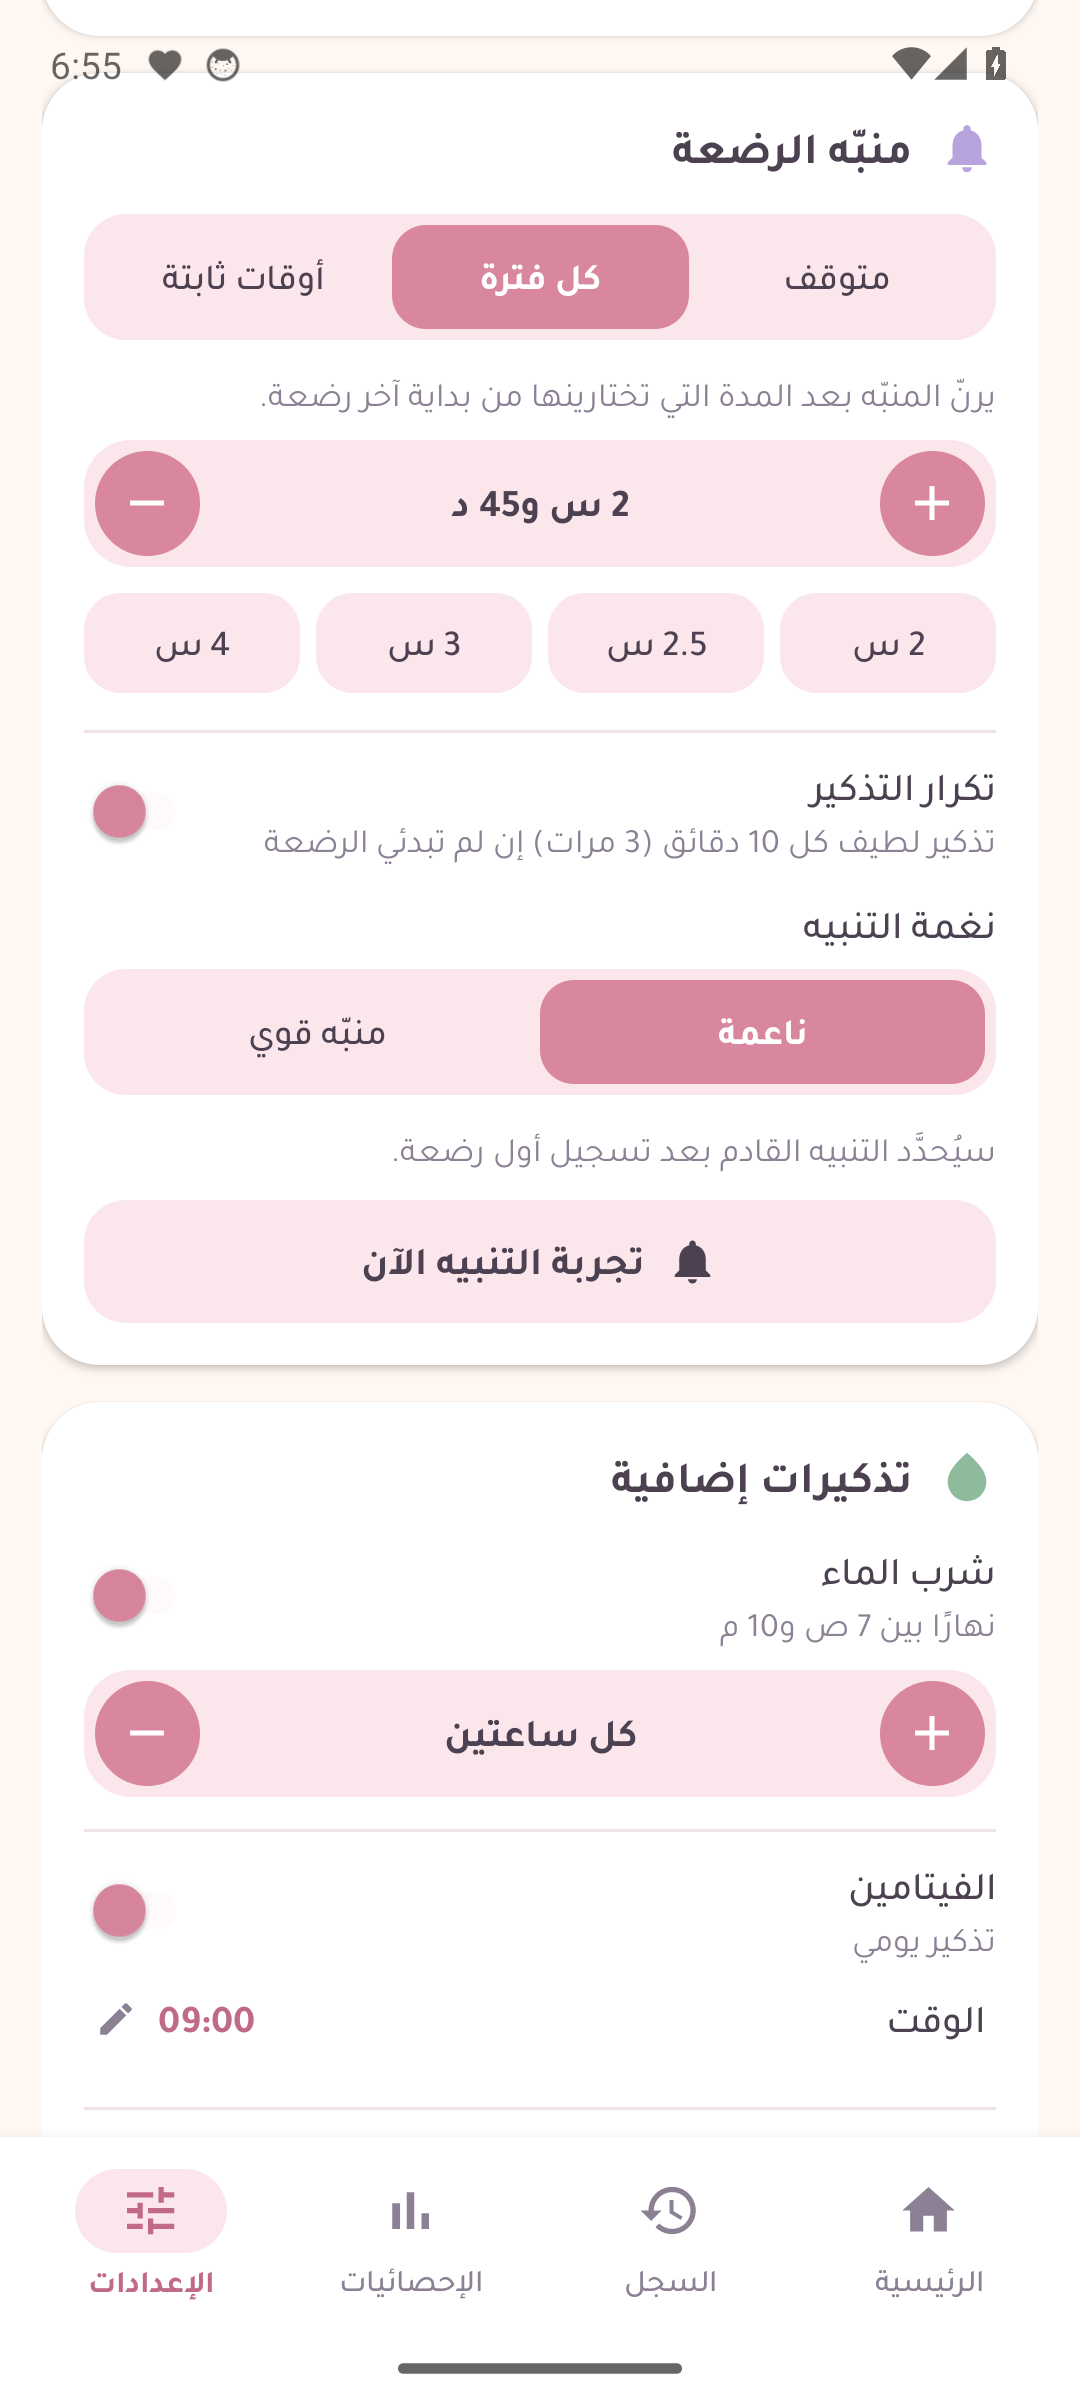 6:55
منبّه الرضعة
متوقف
كل فترة
أوقات ثابتة
يرنّ المنبّه بعد المدة التي تختارينها من بداية آخر رضعة.
2 س و45 د
2 س
2.5 س
3 س
4 س
تكرار التذكير
تذكير لطيف كل 10 دقائق (3 مرات) إن لم تبدئي الرضعة
نغمة التنبيه
ناعمة
منبّه قوي
سيُحدَّد التنبيه القادم بعد تسجيل أول رضعة.
تجربة التنبيه الآن
تذكيرات إضافية
شرب الماء
نهارًا بين 7 ص و10 م
كل ساعتين
الفيتامين
تذكير يومي
الوقت
09:00
الرئيسية
السجل
الإحصائيات
الإعدادات